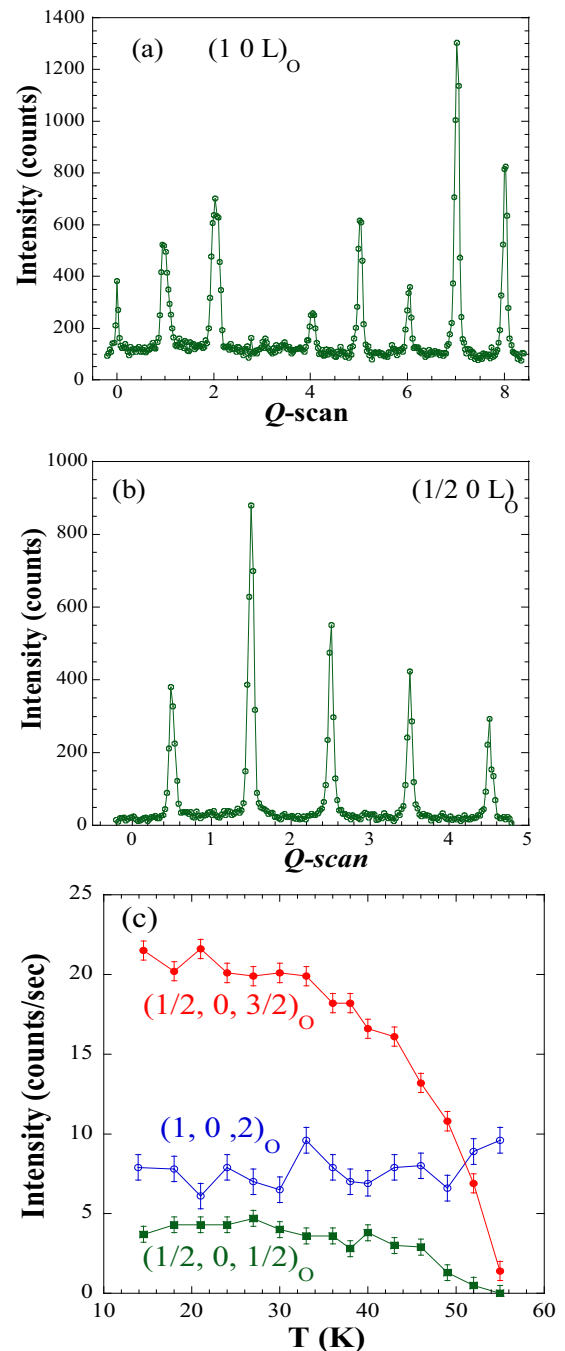 (a) (1 0 L)O
Intensity (counts)
1400
1200
1000
800
600
400
200
0
0 2 4 6 8
Q-scan
(b) (1/2 0 L)O
Intensity (counts)
1000
800
600
400
200
0
0 1 2 3 4 5
Q-scan
(c)
Intensity (counts/sec)
25
20
15
10
5
0
(1/2, 0, 3/2)O
(1, 0 ,2)O
(1/2, 0, 1/2)O
10 20 30 40 50 60
T (K)